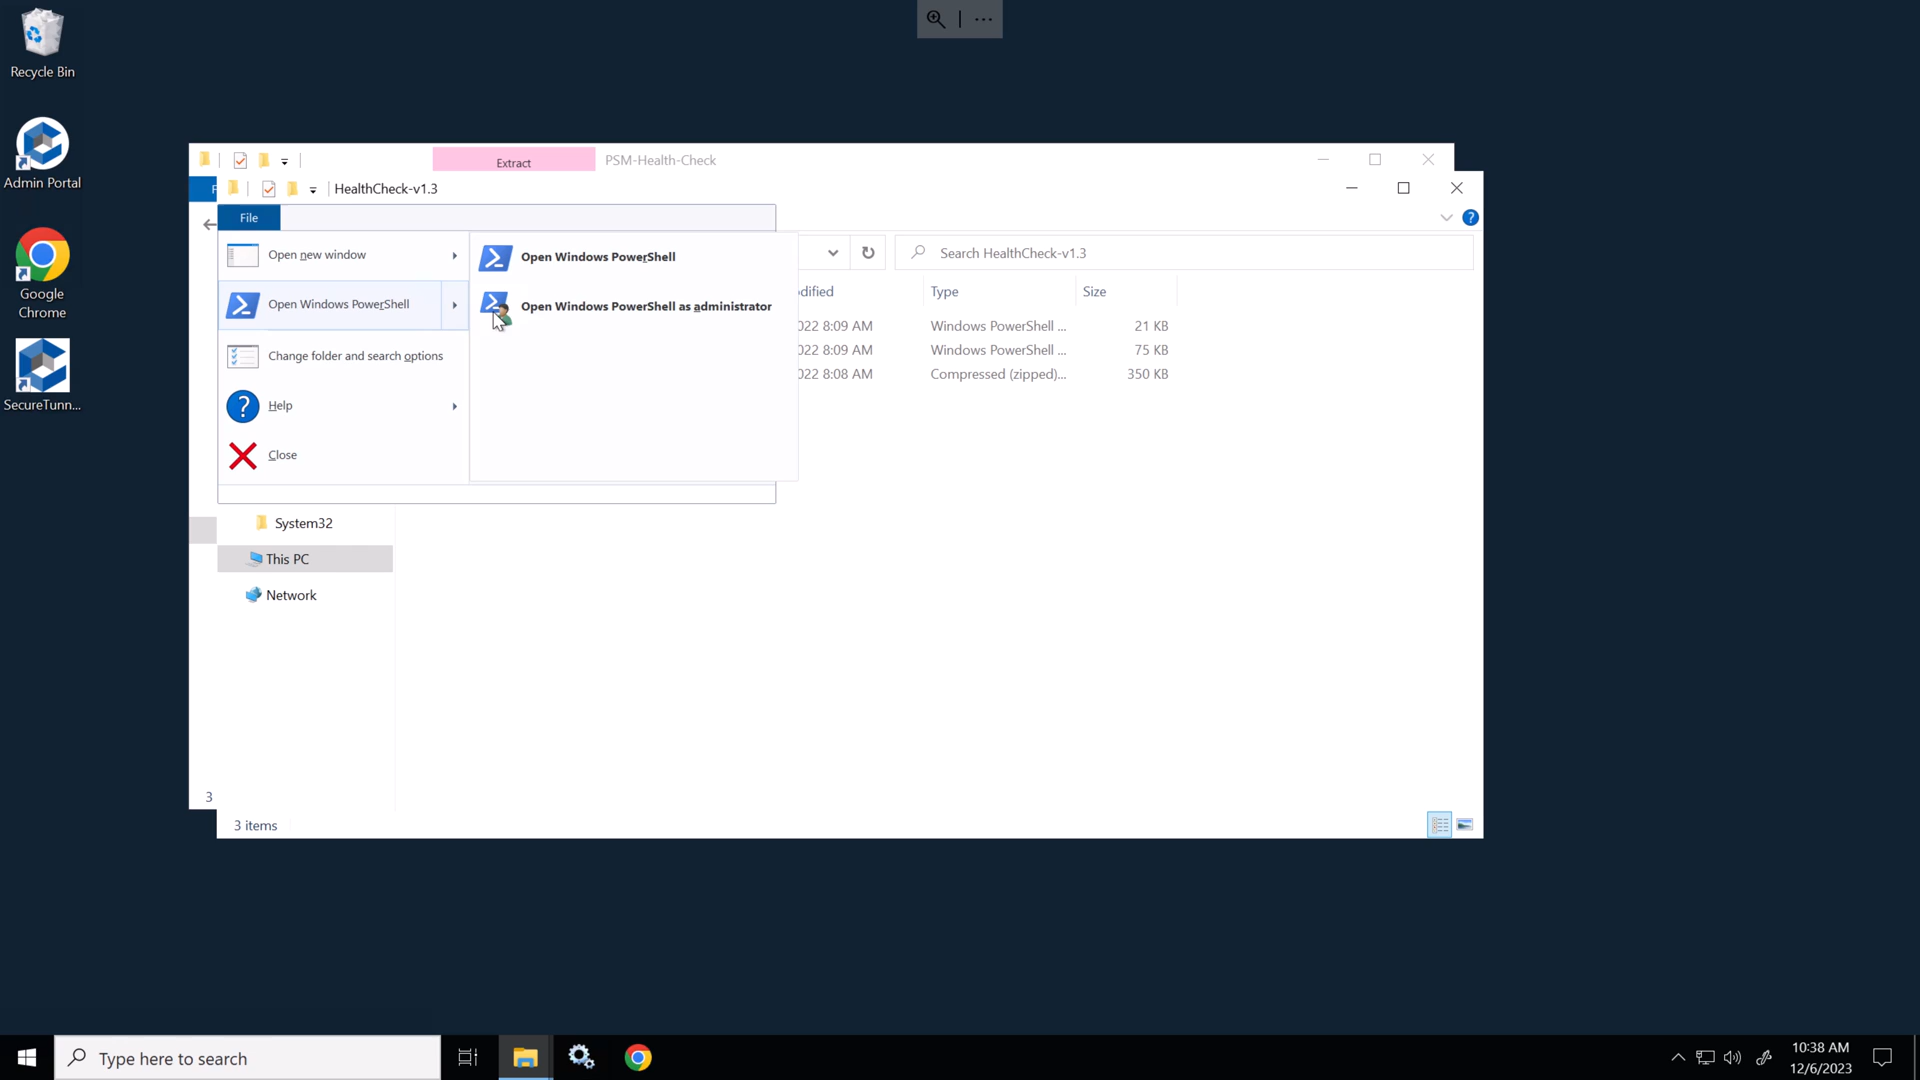 Recycle Bin
Admin Portal
Google
Chrome
SecureTunn...
Extract
PSM-Health-Check
F
HealthCheck-v1.3
File
Open new window
Open Windows PowerShell
Change folder and search options
Help
Close
Open Windows PowerShell
Open Windows PowerShell as administrator
Search HealthCheck-v1.3
dified
Type
Size
022 8:09 AM
Windows PowerShell ...
21 KB
022 8:09 AM
Windows PowerShell ...
75 KB
022 8:08 AM
Compressed (zipped)...
350 KB
System32
This PC
Network
3
3 items
Type here to search
10:38 AM
12/6/2023